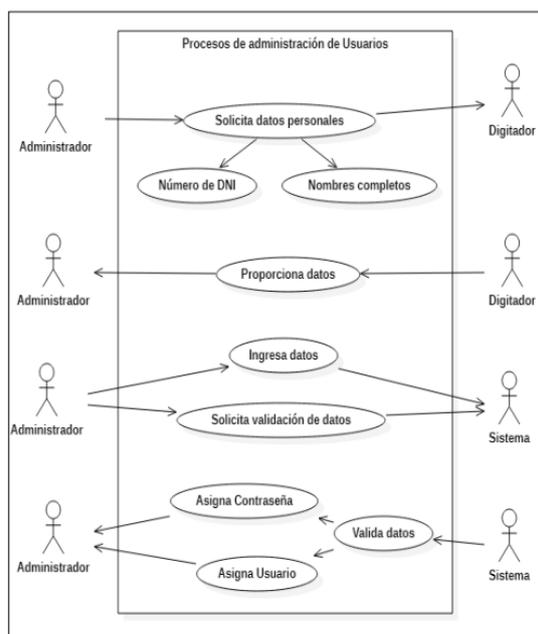 Procesos de administración de Usuarios
Solicita datos personales
Administrador
Digitador
Número de DNI
Nombres completos
Proporciona datos
Administrador
Digitador
Ingresa datos
Solicita validación de datos
Administrador
Sistema
Asigna Contraseña
Valida datos
Asigna Usuario
Administrador
Sistema